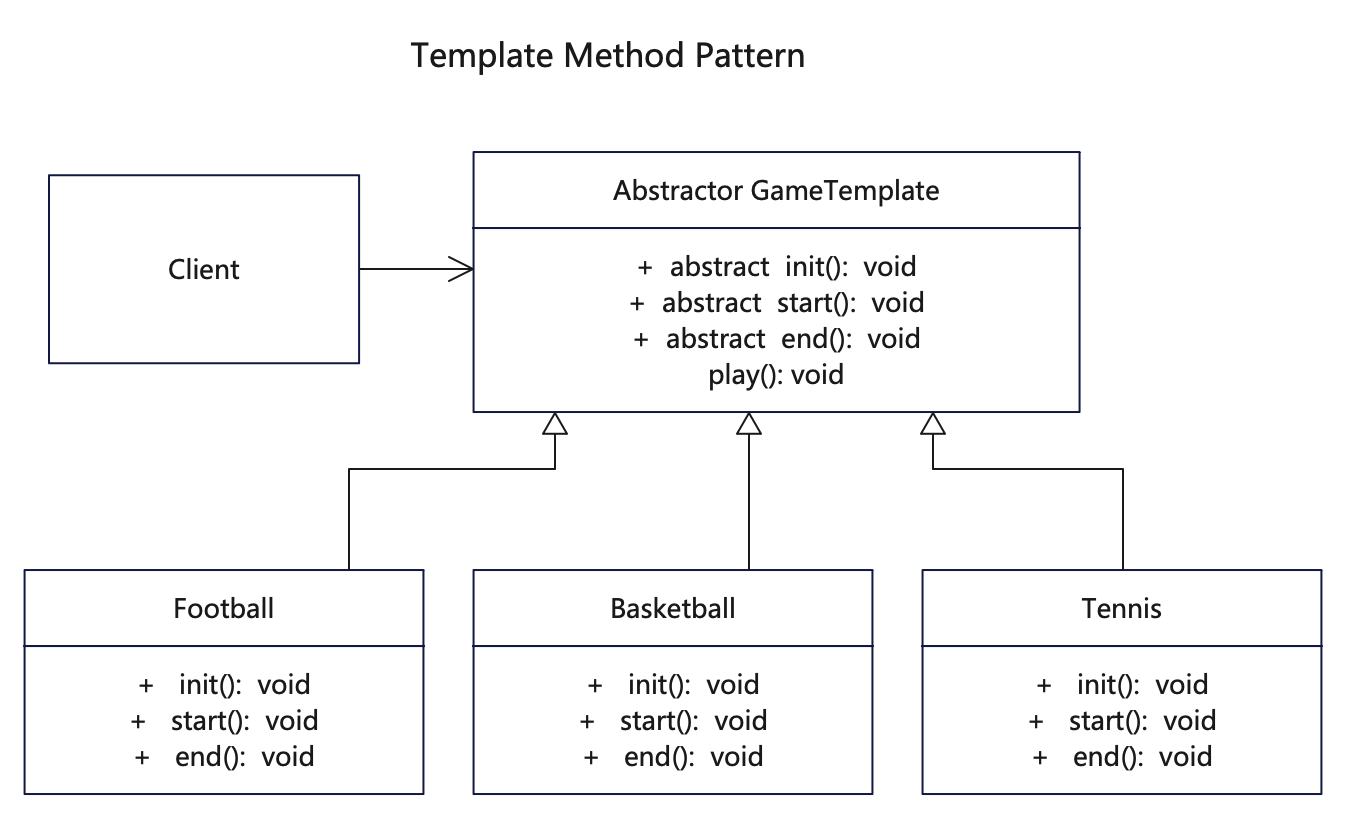 Template Method Pattern
Client
Abstractor GameTemplate
+ abstract init(): void
+ abstract start(): void
+ abstract end(): void
play(): void
Football
+ init(): void
+ start(): void
+ end(): void
Basketball
+ init(): void
+ start(): void
+ end(): void
Tennis
+ init(): void
+ start(): void
+ end(): void